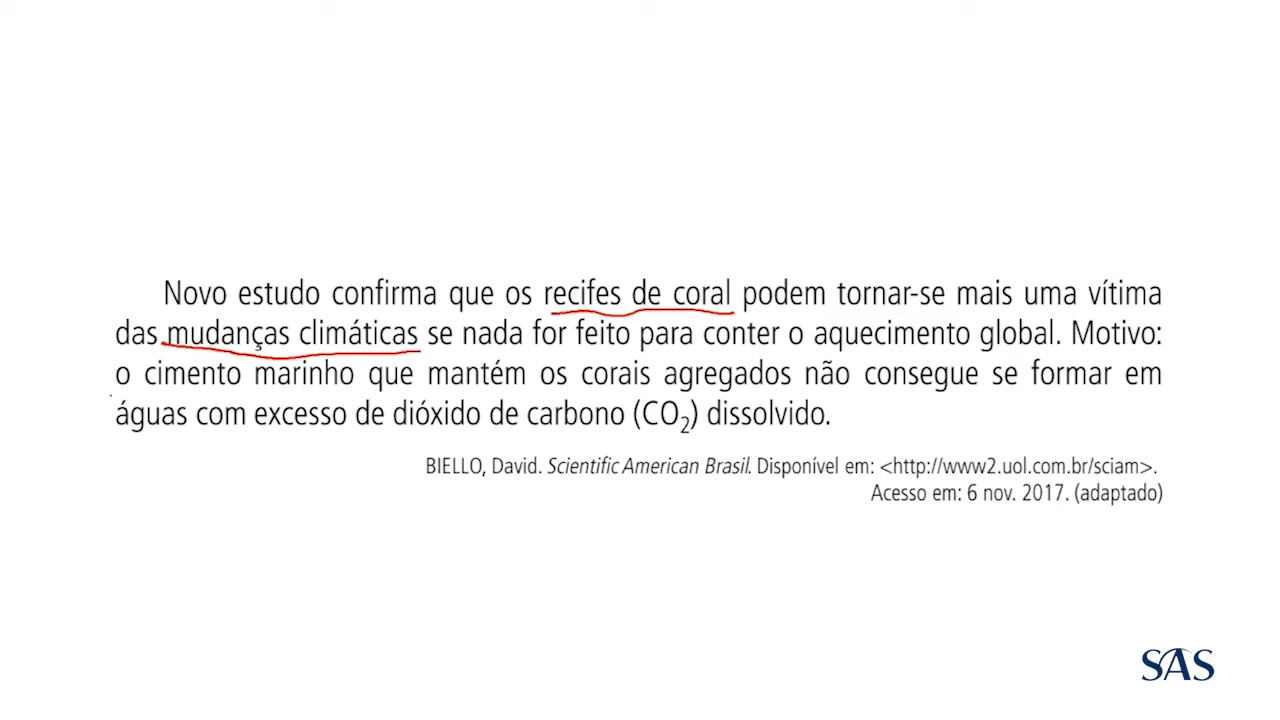 Novo estudo confirma que os recifes de coral podem tornar-se mais uma vítima
das mudanças climáticas se nada for feito para conter o aquecimento global. Motivo:
o cimento marinho que mantém os corais agregados não consegue se formar em
águas com excesso de dióxido de carbono (CO₂) dissolvido.
BIELLO, David. Scientific American Brasil. Disponível em: <http://www2.uol.com.br/sciam>.
Acesso em: 6 nov. 2017. (adaptado)
SAS